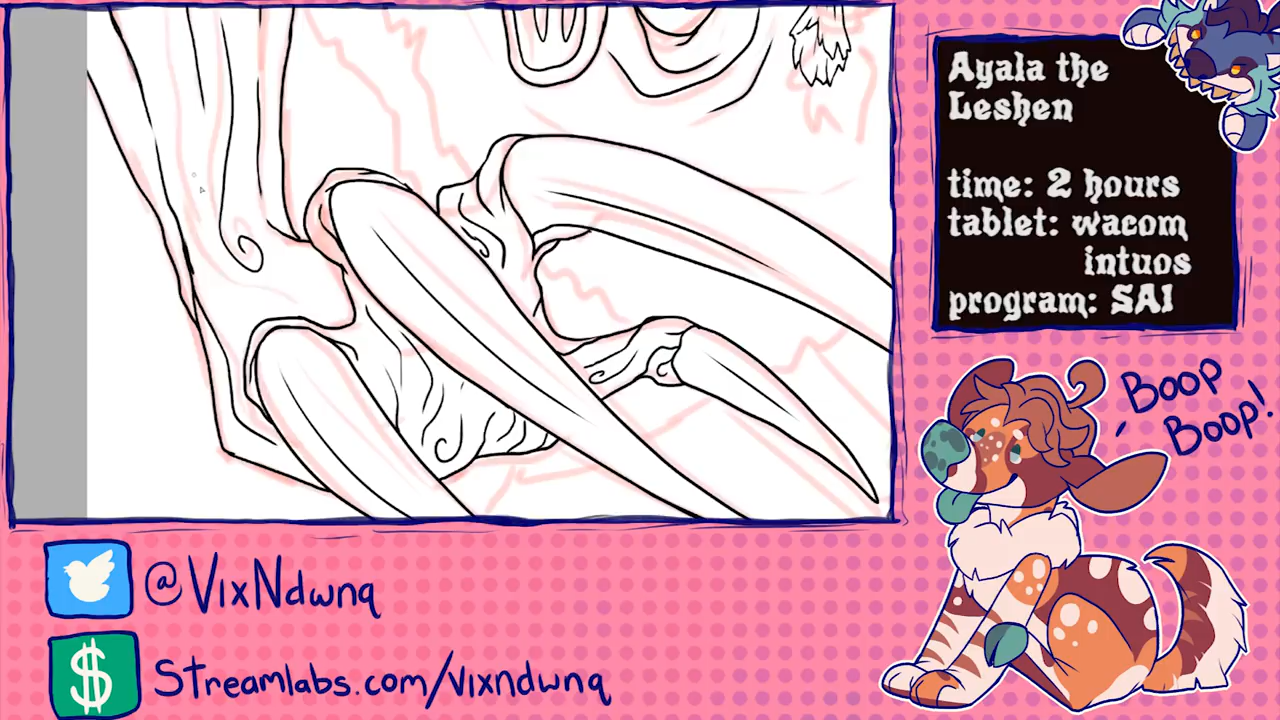 Ayala the
Leshen
time: 2 hours
tablet: wacom
intuos
program: SAI
Boop
Boop!
@VixNdwnq
$
Streamlabs.com/vixndwnq